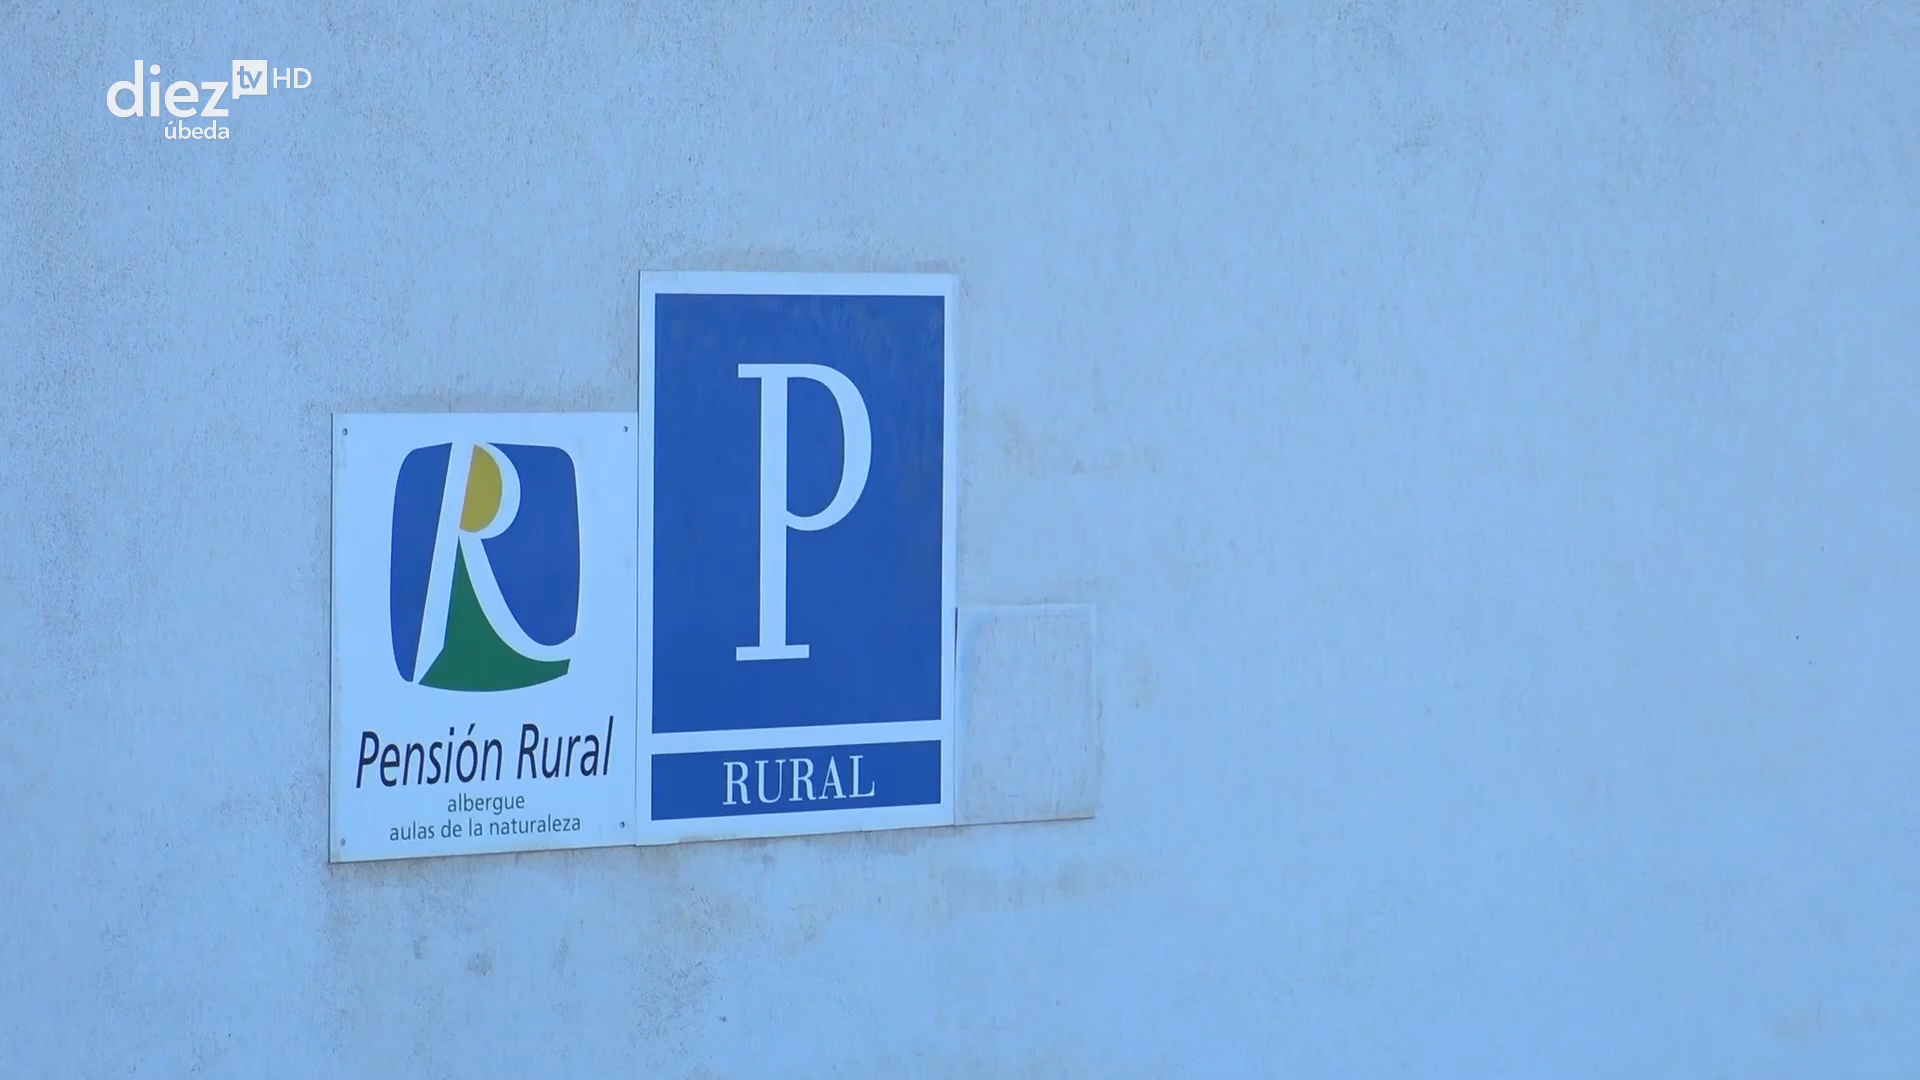 diez tv HD
úbeda
P
RURAL
R
Pensión Rural
albergue
aulas de la naturaleza